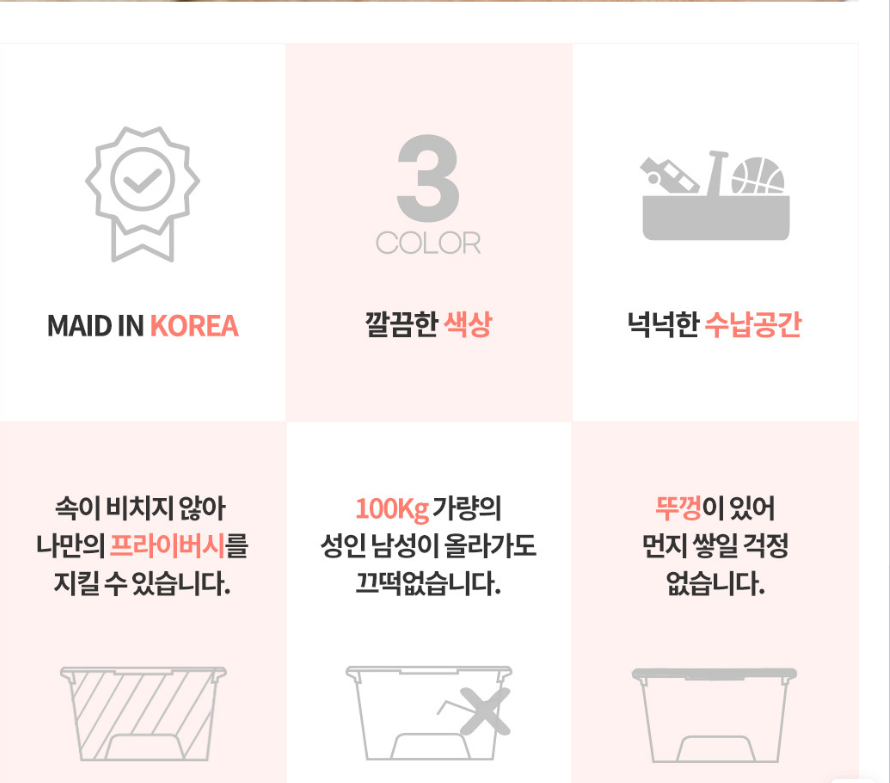 3
COLOR
MAID IN KOREA
깔끔한 색상
넉넉한 수납공간
속이 비치지 않아
나만의 프라이버시를
지킬 수 있습니다.
100Kg 가량의
성인 남성이 올라가도
끄떡없습니다.
뚜껑이 있어
먼지 쌓일 걱정
없습니다.